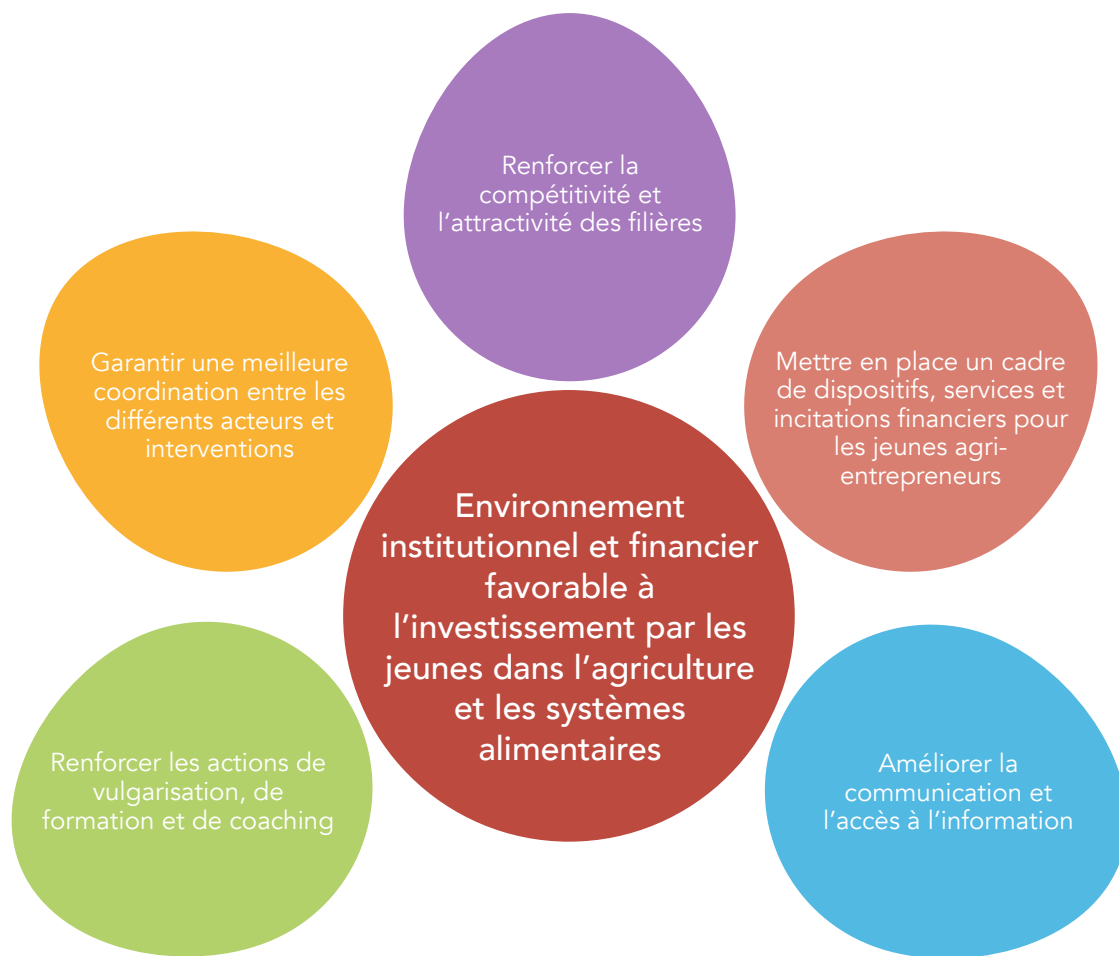 Renforcer la
compétitivité et
l’attractivité des filières
Garantir une meilleure
coordination entre les
différents acteurs et
interventions
Mettre en place un cadre
de dispositifs, services et
incitations financiers pour
les jeunes agri-
entrepreneurs
Environnement
institutionnel et financier
favorable à
l’investissement par les
jeunes dans l’agriculture
et les systèmes
alimentaires
Renforcer les actions de
vulgarisation, de
formation et de coaching
Améliorer la
communication et
l’accès à l’information